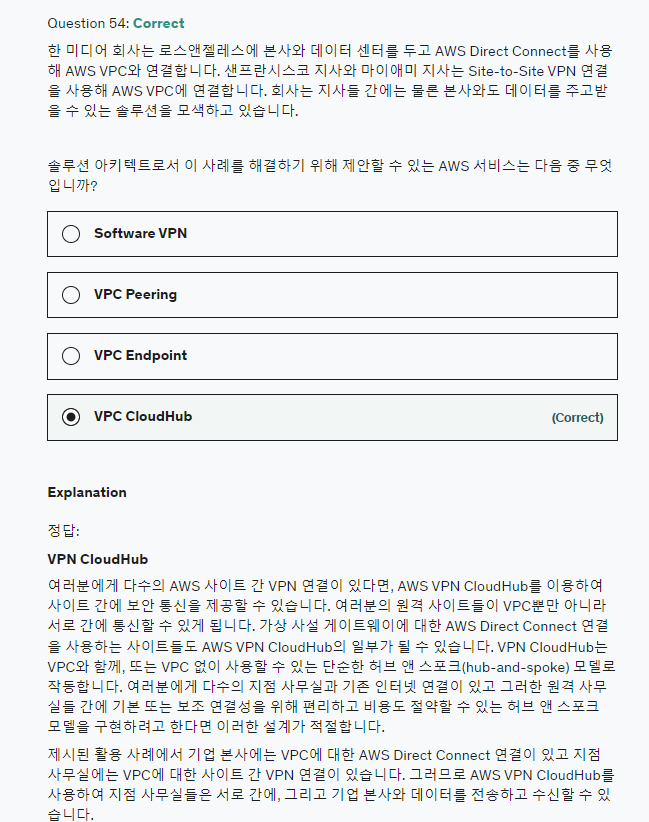 Question 54: Correct
한 미디어 회사는 로스앤젤레스에 본사와 데이터 센터를 두고 AWS Direct Connect를 사용
해 AWS VPC와 연결합니다. 샌프란시스코 지사와 마이애미 지사는 Site-to-Site VPN 연결
을 사용해 AWS VPC에 연결합니다. 회사는 지사들 간에는 물론 본사와도 데이터를 주고받
을 수 있는 솔루션을 모색하고 있습니다.
솔루션 아키텍트로서 이 사례를 해결하기 위해 제안할 수 있는 AWS 서비스는 다음 중 무엇
입니까?
Software VPN
VPC Peering
VPC Endpoint
VPC CloudHub (Correct)
Explanation
정답:
VPN CloudHub
여러분에게 다수의 AWS 사이트 간 VPN 연결이 있다면, AWS VPN CloudHub를 이용하여
사이트 간에 보안 통신을 제공할 수 있습니다. 여러분의 원격 사이트들이 VPC뿐만 아니라
서로 간에 통신할 수 있게 됩니다. 가상 사설 게이트웨이에 대한 AWS Direct Connect 연결
을 사용하는 사이트들도 AWS VPN CloudHub의 일부가 될 수 있습니다. VPN CloudHub는
VPC와 함께, 또는 VPC 없이 사용할 수 있는 단순한 허브 앤 스포크(hub-and-spoke) 모델로
작동합니다. 여러분에게 다수의 지점 사무실과 기존 인터넷 연결이 있고 그러한 원격 사무
실들 간에 기본 또는 보조 연결성을 위해 편리하고 비용도 절약할 수 있는 허브 앤 스포크
모델을 구현하려고 한다면 이러한 설계가 적절합니다.
제시된 활용 사례에서 기업 본사에는 VPC에 대한 AWS Direct Connect 연결이 있고 지점
사무실에는 VPC에 대한 사이트 간 VPN 연결이 있습니다. 그러므로 AWS VPN CloudHub를
사용하여 지점 사무실들은 서로 간에, 그리고 기업 본사와 데이터를 전송하고 수신할 수 있
습니다.